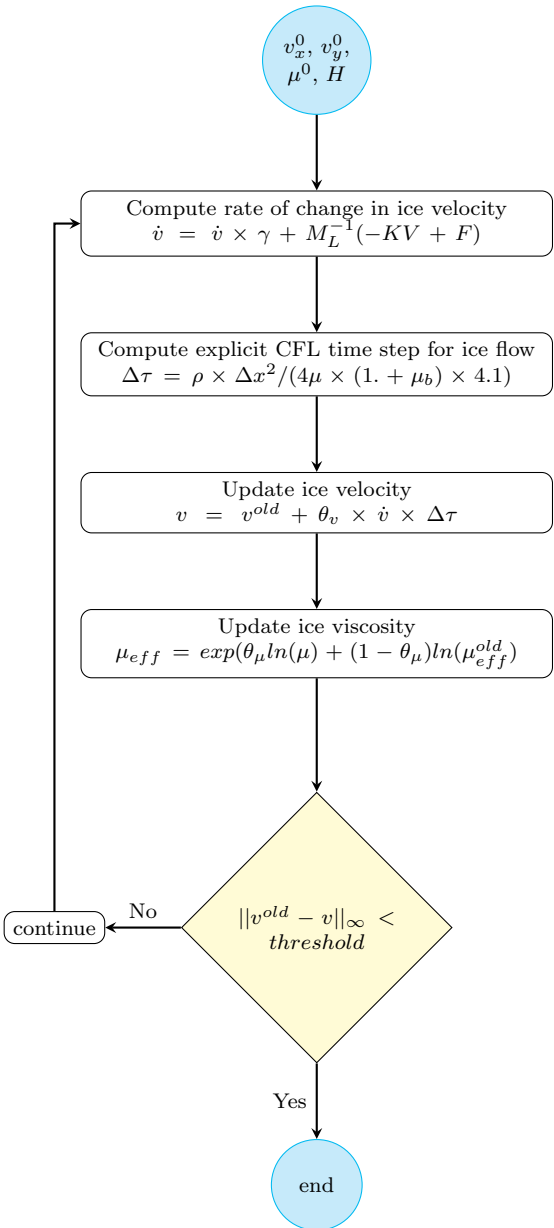 v_x^0, v_y^0,
μ^0, H
Compute rate of change in ice velocity
v̇ = v̇ × γ + M_L^{-1}(-KV + F)
Compute explicit CFL time step for ice flow
Δτ = ρ × Δx^2/(4μ × (1. + μ_b) × 4.1)
Update ice velocity
v = v^{old} + θ_v × v̇ × Δτ
Update ice viscosity
μ_{eff} = exp(θ_μ ln(μ) + (1 − θ_μ)ln(μ_{eff}^{old})
||v^{old} − v||_∞ <
threshold
No
continue
Yes
end